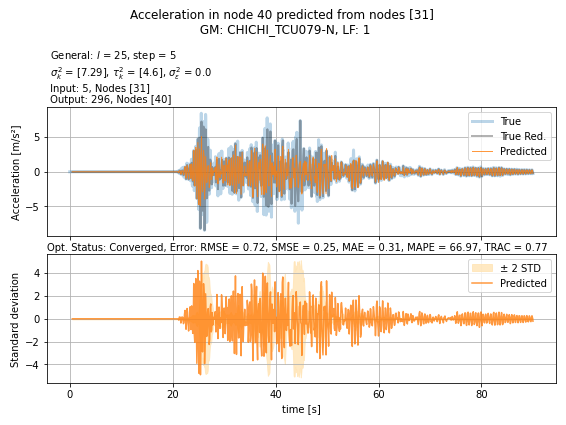 Acceleration in node 40 predicted from nodes [31]
GM: CHICHI_TCU079-N, LF: 1
General: l = 25, step = 5
σ²ₖ = [7.29], τ²ₖ = [4.6], σ²ε = 0.0
Input: 5, Nodes [31]
Output: 296, Nodes [40]
Acceleration [m/s²]
5
0
−5
True
True Red.
Predicted
Opt. Status: Converged, Error: RMSE = 0.72, SMSE = 0.25, MAE = 0.31, MAPE = 66.97, TRAC = 0.77
Standard deviation
4
2
0
−2
−4
± 2 STD
Predicted
0 20 40 60 80
time [s]